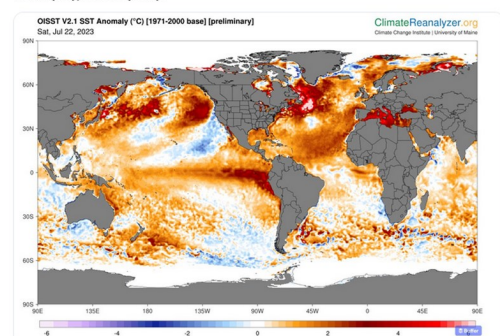 OISST V2.1 SST Anomaly (°C) [1971-2000 base] [preliminary]
Sat, Jul 22, 2023
ClimateReanalyzer.org
Climate Change Institute | University of Maine
90N
60N
30N
0
30S
60S
90S
90E 135E 180 135W 90W 45W 0 45E 90E
-6 -4 -2 0 2 4